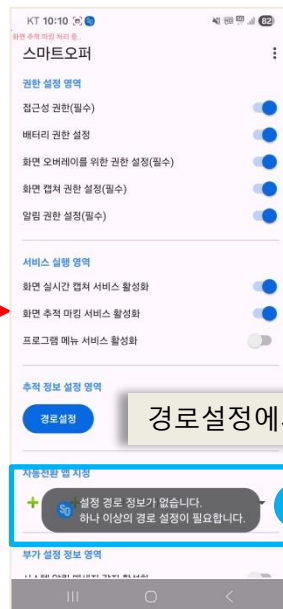 KT 10:10
82
화면 추적 마킹 처리 중..
스마트오퍼
권한 설정 영역
접근성 권한(필수)
배터리 권한 설정
화면 오버레이를 위한 권한 설정(필수)
화면 캡쳐 권한 설정(필수)
알림 권한 설정(필수)
서비스 실행 영역
화면 실시간 캡쳐 서비스 활성화
화면 추적 마킹 서비스 활성화
프로그램 메뉴 서비스 활성화
추적 정보 설정 영역
경로설정
경로설정에
자동전환 앱 지정
설정 경로 정보가 없습니다.
하나 이상의 경로 설정이 필요합니다.
부가 설정 정보 영역